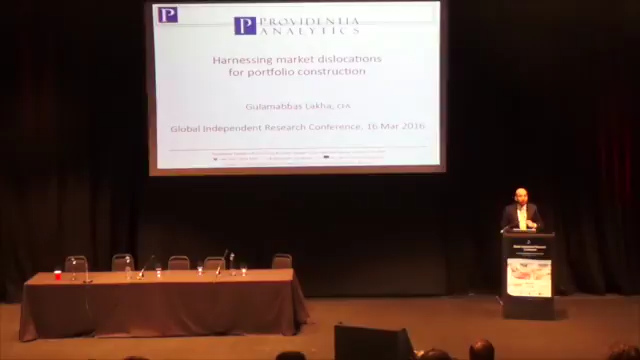 P
P PROVIDENTIA
ANALYTICS
Harnessing market dislocations
for portfolio construction
Gulamabbas Lakha, CFA
Global Independent Research Conference, 16 Mar 2016